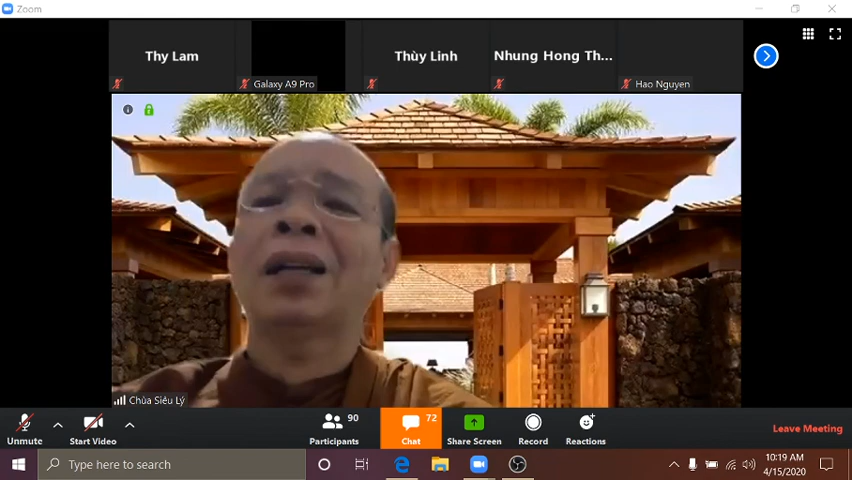 Zoom
Thy Lam
Galaxy A9 Pro
Thùy Linh
Nhung Hong Th...
Hao Nguyen
Chùa Siêu Lý
Unmute
Start Video
90
Participants
72
Chat
Share Screen
Record
Reactions
Leave Meeting
Type here to search
10:19 AM
4/15/2020